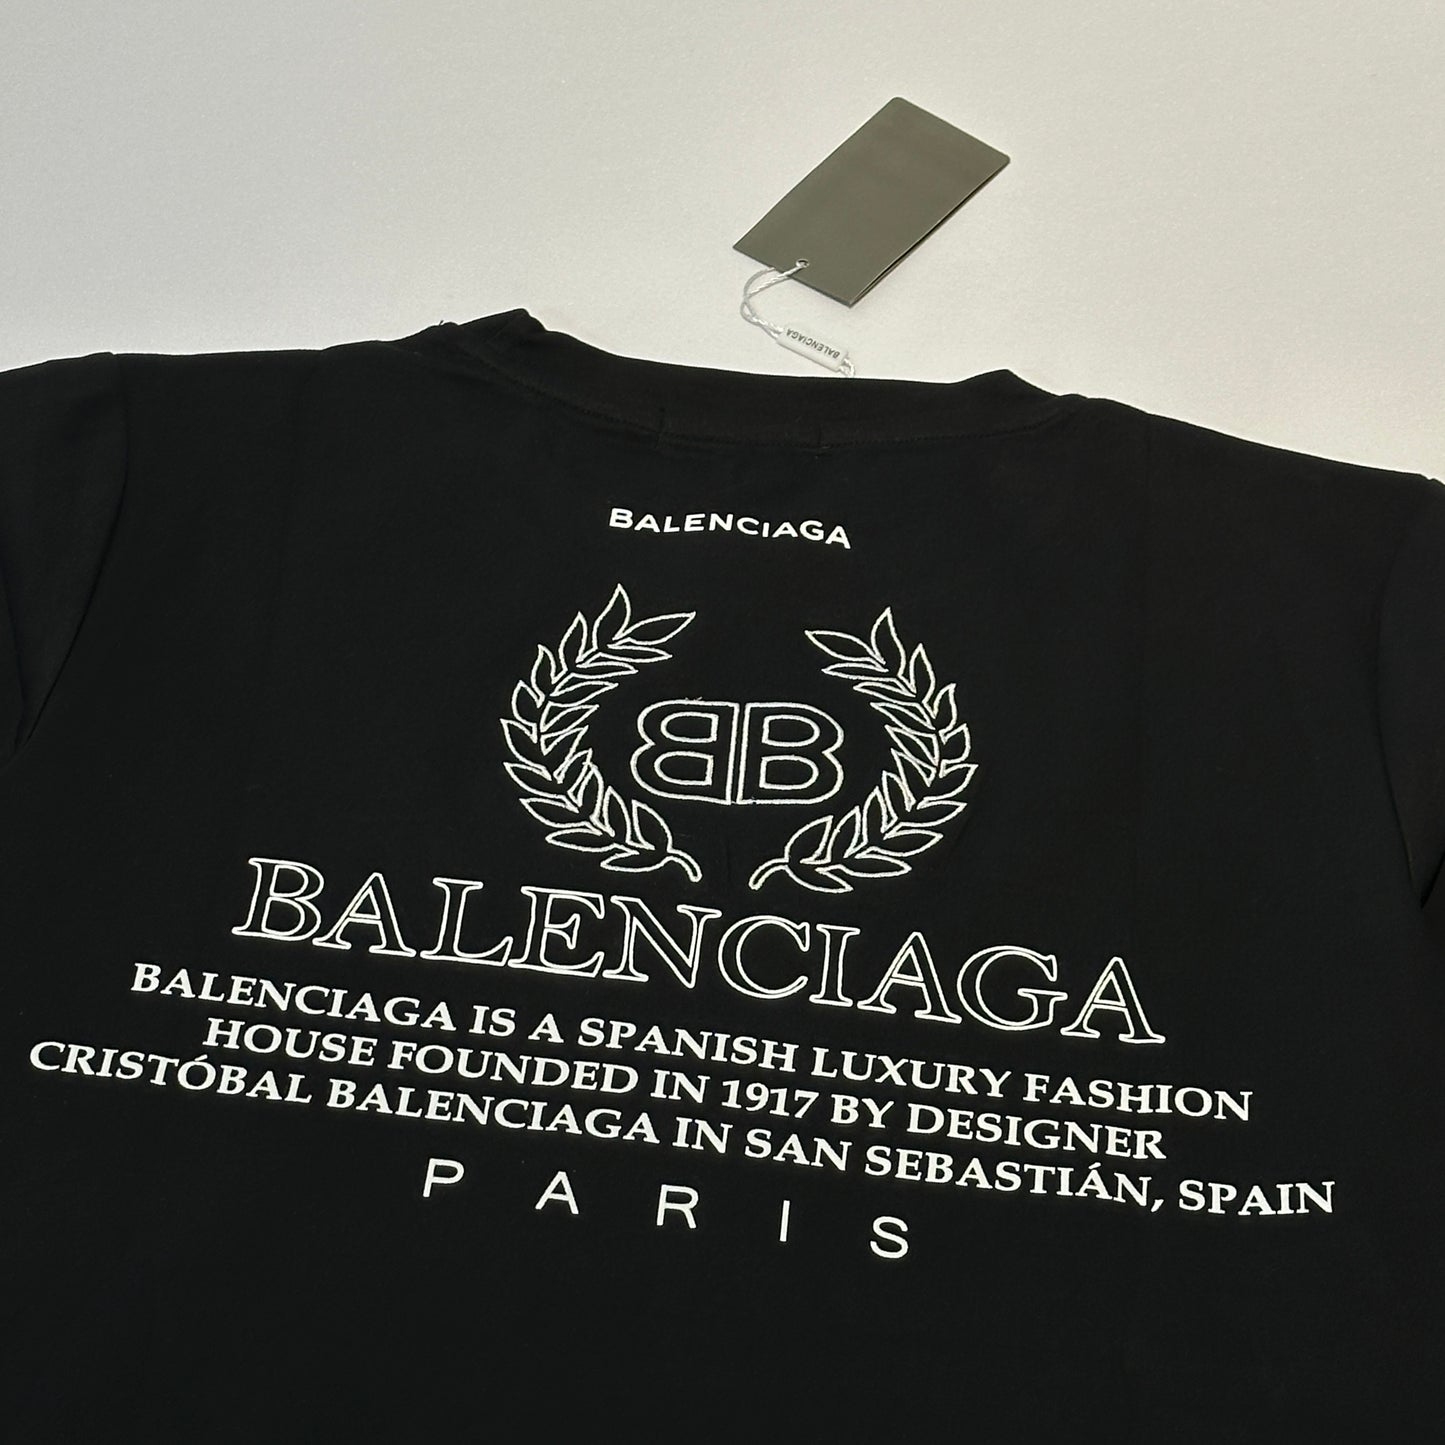 BALENCIAGA
BALENCIAGA
BB
BALENCIAGA
BALENCIAGA IS A SPANISH LUXURY FASHION
HOUSE FOUNDED IN 1917 BY DESIGNER
CRISTÓBAL BALENCIAGA IN SAN SEBASTIÁN, SPAIN
PARIS